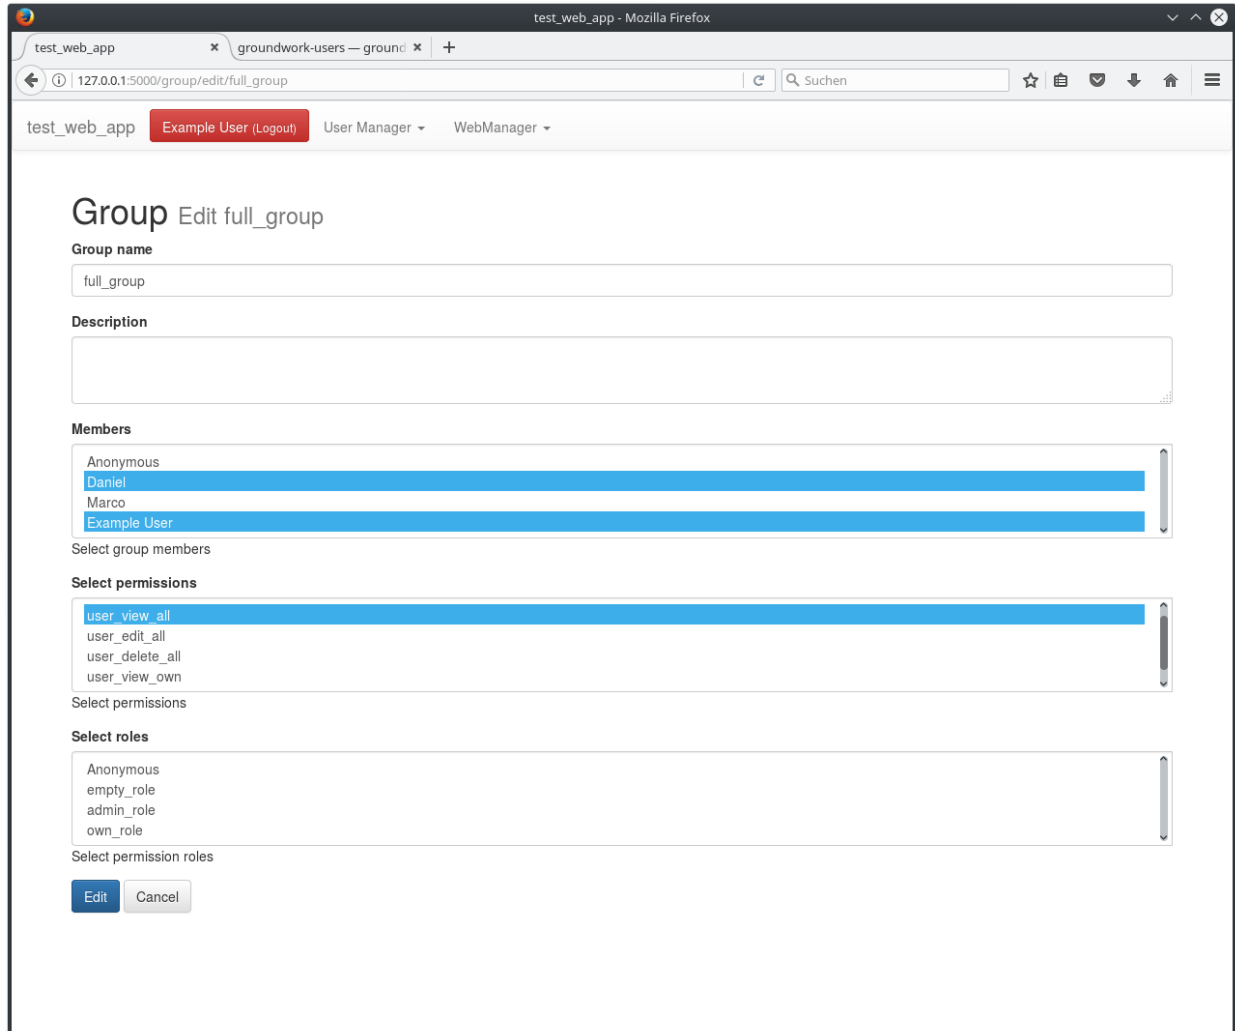 test_web_app - Mozilla Firefox
test_web_app
groundwork-users — ground
127.0.0.1:5000/group/edit/full_group
Suchen
test_web_app
Example User (Logout)
User Manager
WebManager
Group Edit full_group
Group name
full_group
Description
Members
Anonymous
Daniel
Marco
Example User
Select group members
Select permissions
user_view_all
user_edit_all
user_delete_all
user_view_own
Select permissions
Select roles
Anonymous
empty_role
admin_role
own_role
Select permission roles
Edit
Cancel